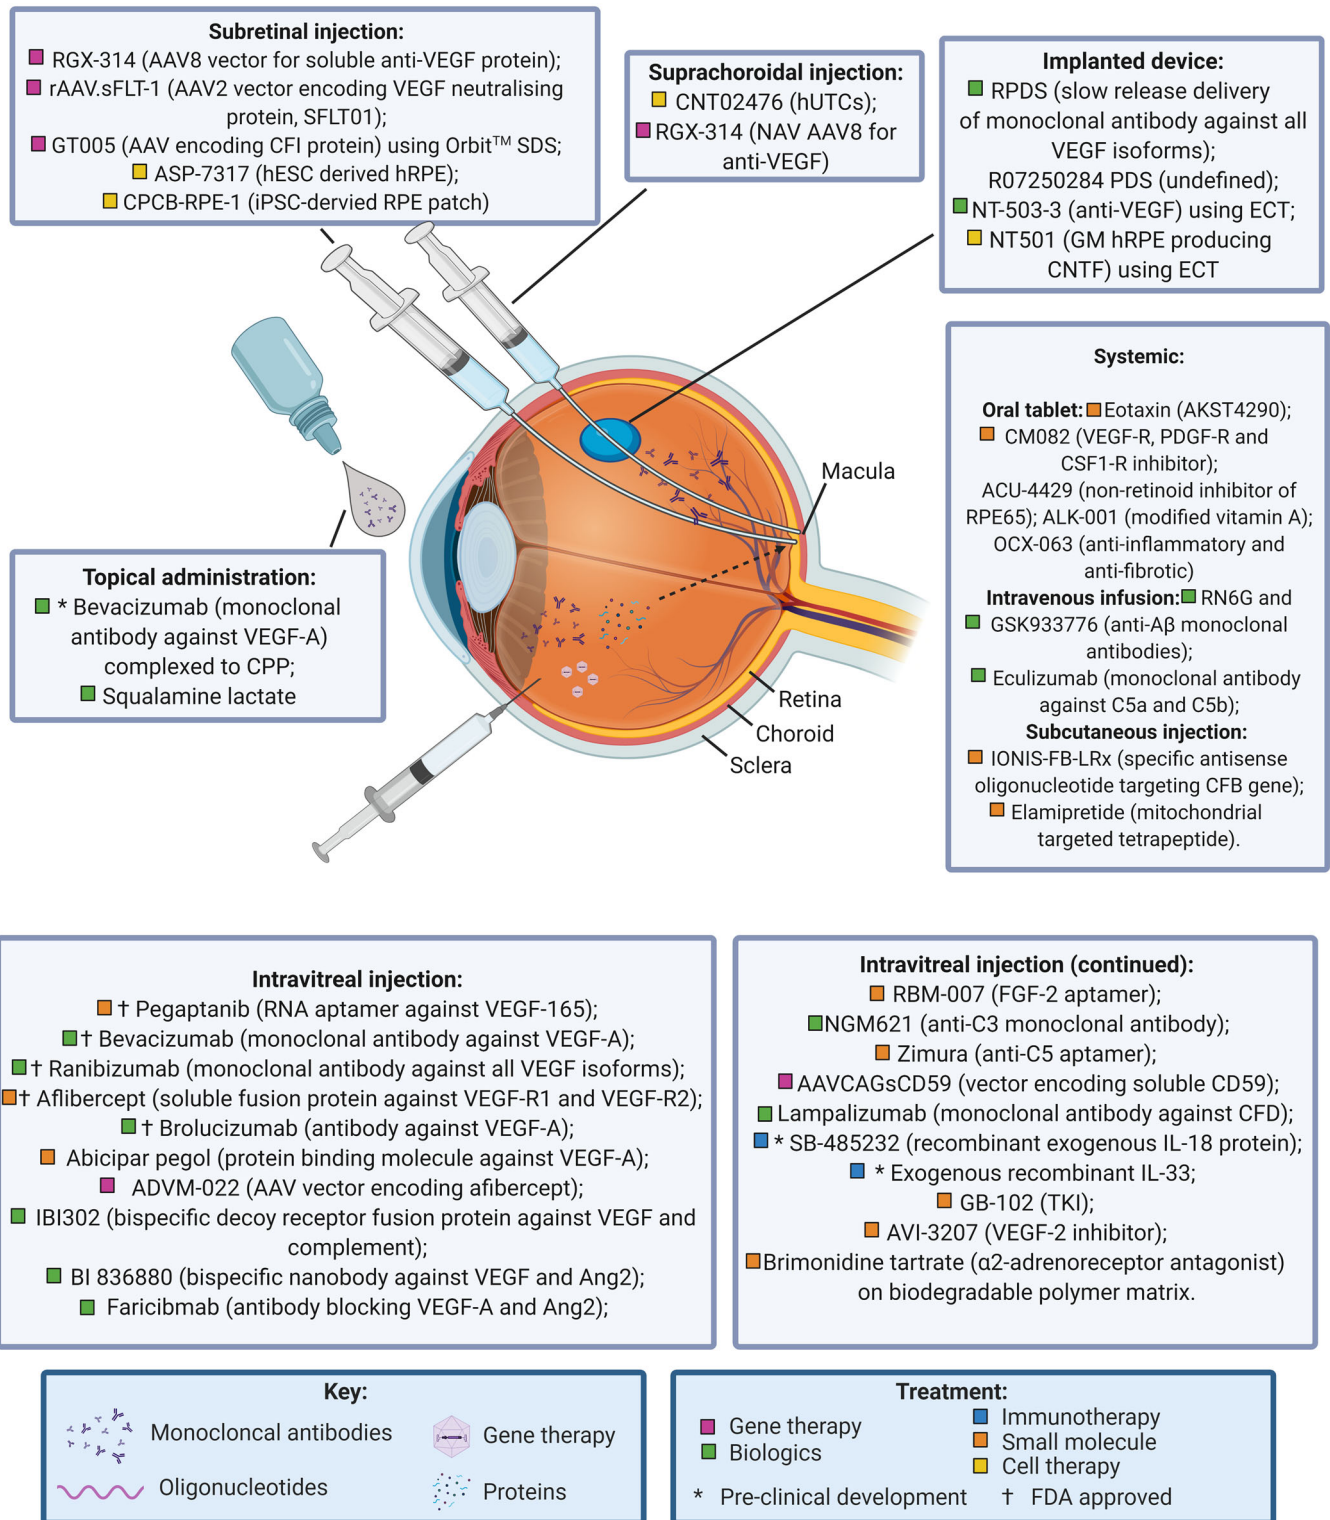 Subretinal injection:
RGX-314 (AAV8 vector for soluble anti-VEGF protein);
rAAV.sFLT-1 (AAV2 vector encoding VEGF neutralising
protein, SFLT01);
GT005 (AAV encoding CFI protein) using Orbit™ SDS;
ASP-7317 (hESC derived hRPE);
CPCB-RPE-1 (iPSC-dervied RPE patch)
Suprachoroidal injection:
CNT02476 (hUTCs);
RGX-314 (NAV AAV8 for
anti-VEGF)
Implanted device:
RPDS (slow release delivery
of monoclonal antibody against all
VEGF isoforms);
R07250284 PDS (undefined);
NT-503-3 (anti-VEGF) using ECT;
NT501 (GM hRPE producing
CNTF) using ECT
Systemic:
Oral tablet: Eotaxin (AKST4290);
CM082 (VEGF-R, PDGF-R and
CSF1-R inhibitor);
ACU-4429 (non-retinoid inhibitor of
RPE65); ALK-001 (modified vitamin A);
OCX-063 (anti-inflammatory and
anti-fibrotic)
Intravenous infusion: RN6G and
GSK933776 (anti-Aβ monoclonal
antibodies);
Eculizumab (monoclonal antibody
against C5a and C5b);
Subcutaneous injection:
IONIS-FB-LRx (specific antisense
oligonucleotide targeting CFB gene);
Elamipretide (mitochondrial
targeted tetrapeptide).
Macula
Topical administration:
* Bevacizumab (monoclonal
antibody against VEGF-A)
complexed to CPP;
Squalamine lactate
Retina
Choroid
Sclera
Intravitreal injection:
† Pegaptanib (RNA aptamer against VEGF-165);
† Bevacizumab (monoclonal antibody against VEGF-A);
† Ranibizumab (monoclonal antibody against all VEGF isoforms);
† Aflibercept (soluble fusion protein against VEGF-R1 and VEGF-R2);
† Brolucizumab (antibody against VEGF-A);
Abicipar pegol (protein binding molecule against VEGF-A);
ADVM-022 (AAV vector encoding afibercept);
IBI302 (bispecific decoy receptor fusion protein against VEGF and
complement);
BI 836880 (bispecific nanobody against VEGF and Ang2);
Faricibmab (antibody blocking VEGF-A and Ang2);
Intravitreal injection (continued):
RBM-007 (FGF-2 aptamer);
NGM621 (anti-C3 monoclonal antibody);
Zimura (anti-C5 aptamer);
AAVCAGsCD59 (vector encoding soluble CD59);
Lampalizumab (monoclonal antibody against CFD);
* SB-485232 (recombinant exogenous IL-18 protein);
* Exogenous recombinant IL-33;
GB-102 (TKI);
AVI-3207 (VEGF-2 inhibitor);
Brimonidine tartrate (α2-adrenoreceptor antagonist)
on biodegradable polymer matrix.
Key:
Monocloncal antibodies
Gene therapy
Oligonucleotides
Proteins
Treatment:
Gene therapy
Biologics
Immunotherapy
Small molecule
Cell therapy
* Pre-clinical development
† FDA approved